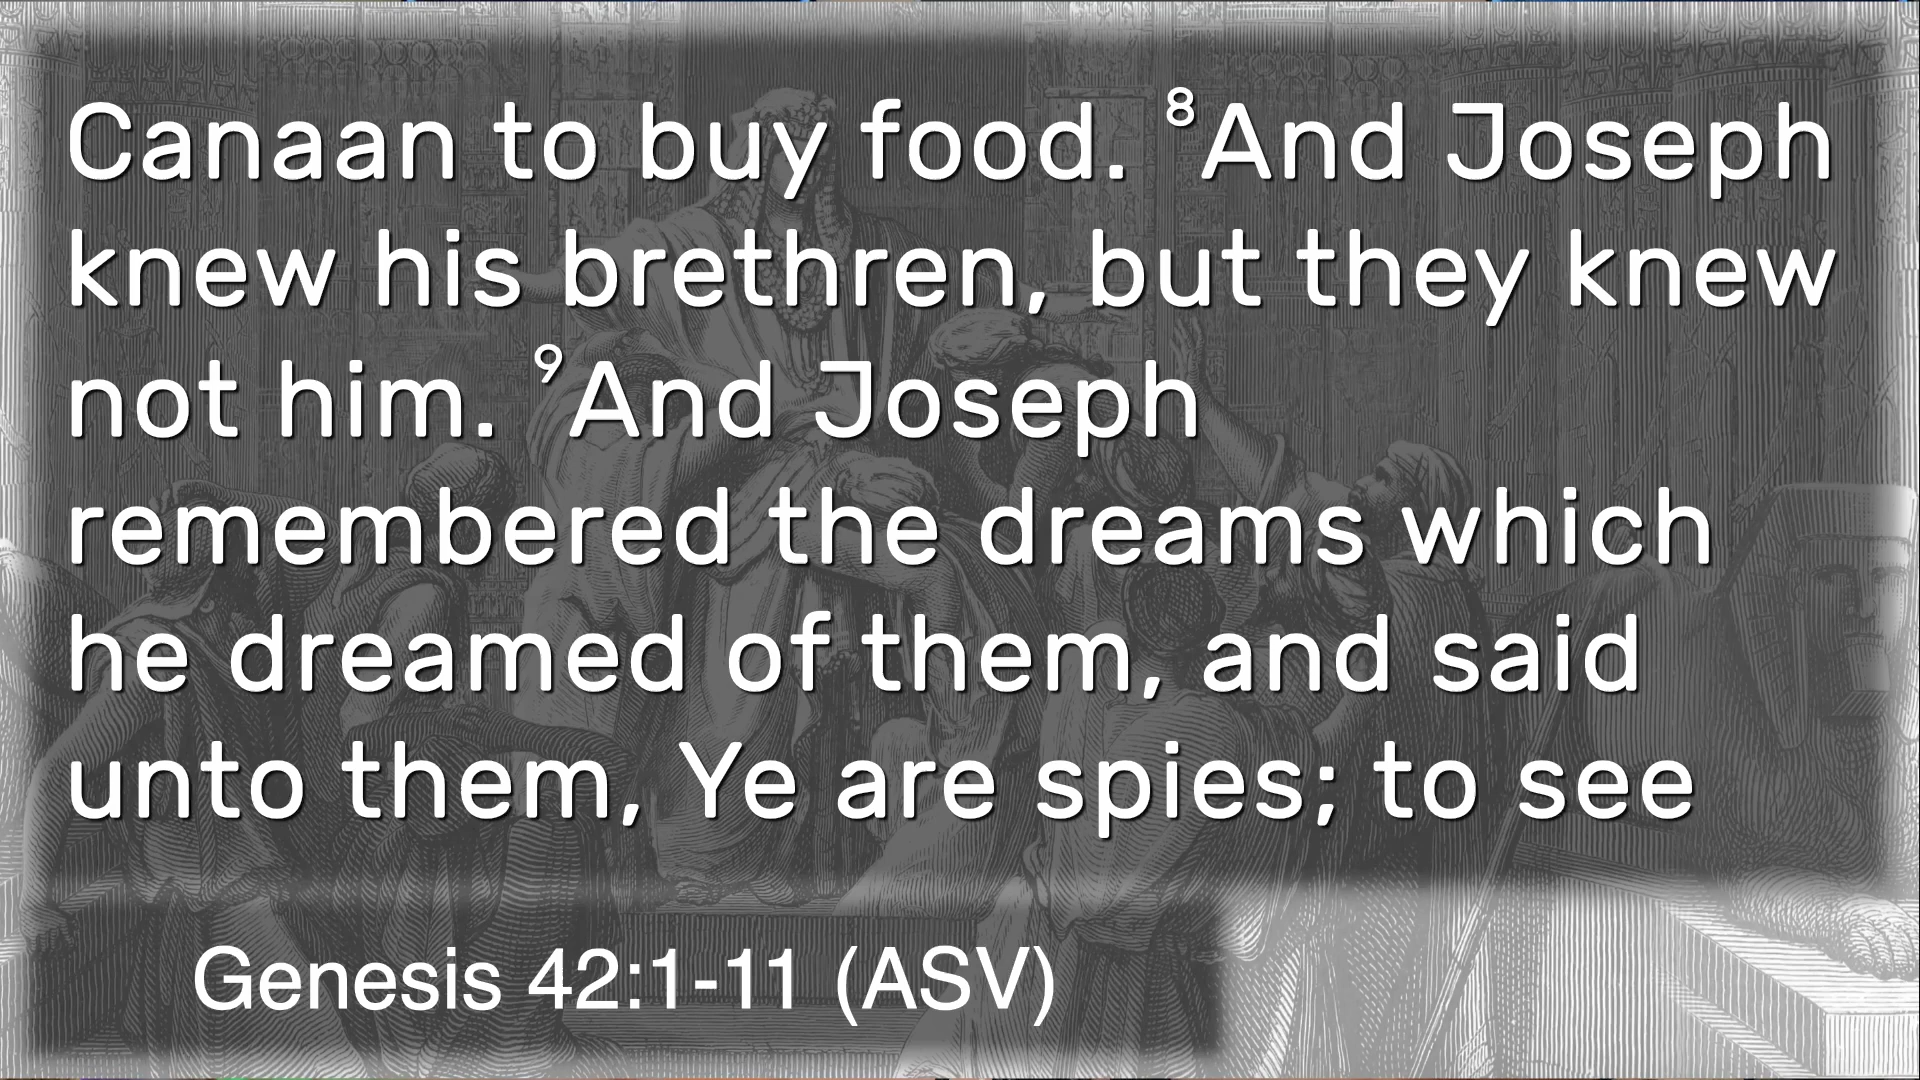 Canaan to buy food. ⁸And Joseph
knew his brethren, but they knew
not him. ⁹And Joseph
remembered the dreams which
he dreamed of them, and said
unto them, Ye are spies; to see
Genesis 42:1-11 (ASV)